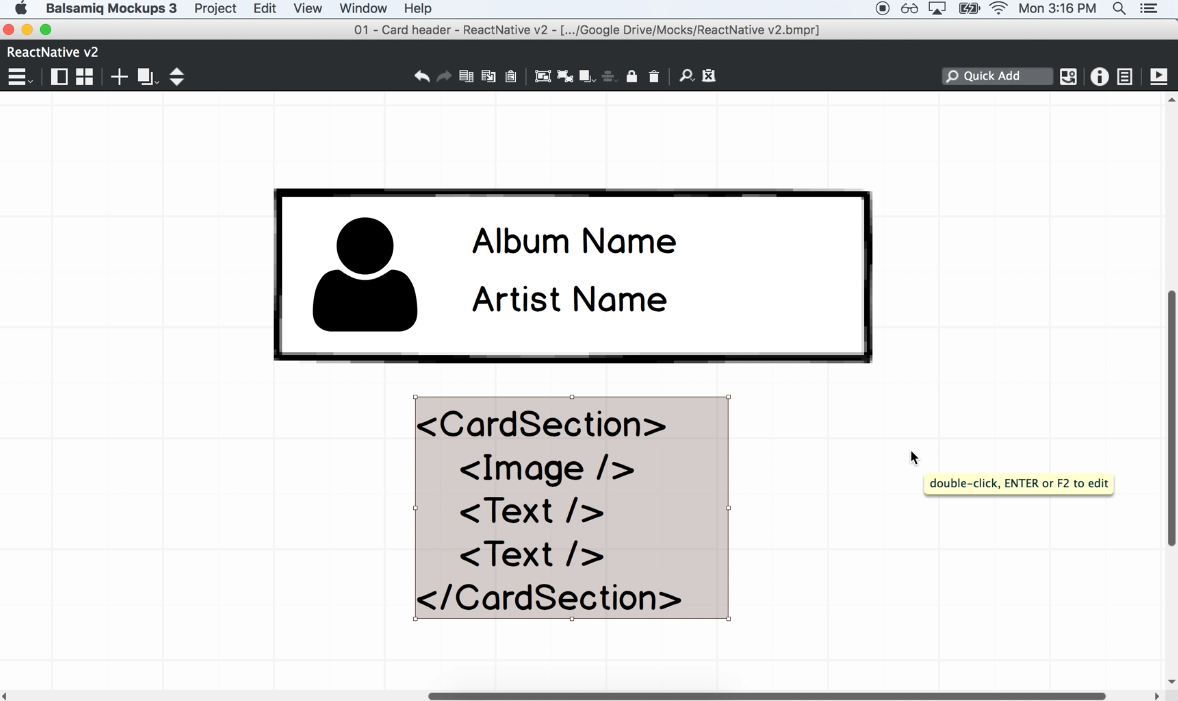 Balsamiq Mockups 3 Project Edit View Window Help Mon 3:16 PM
01 - Card header - ReactNative v2 - [.../Google Drive/Mocks/ReactNative v2.bmpr]
ReactNative v2
Quick Add
Album Name
Artist Name
<CardSection>
<Image />
<Text />
<Text />
</CardSection>
double-click, ENTER or F2 to edit